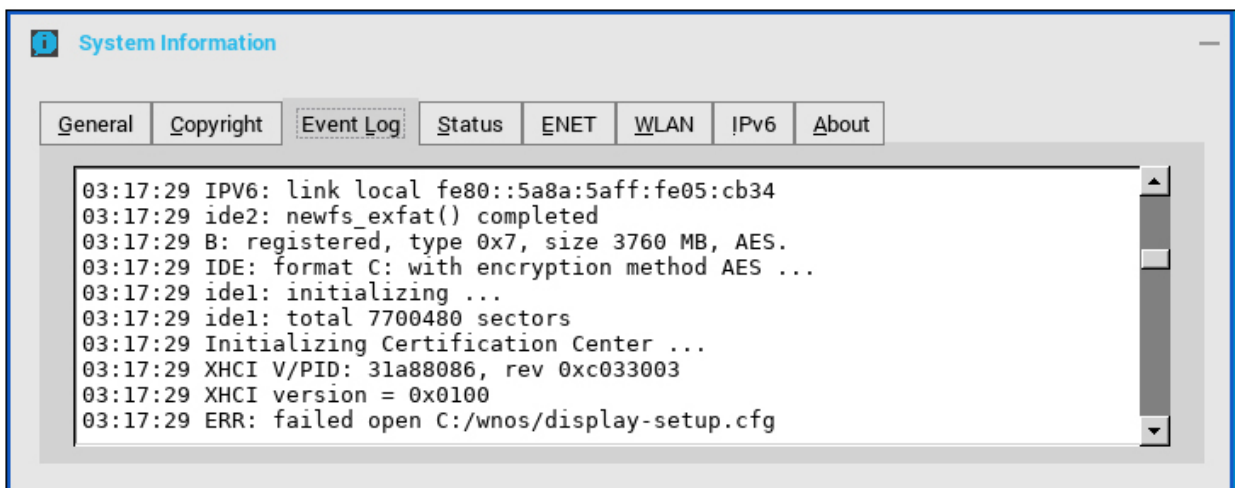 System Information
General Copyright Event Log Status ENET WLAN IPv6 About
03:17:29 IPV6: link local fe80::5a8a:5aff:fe05:cb34
03:17:29 ide2: newfs_exfat() completed
03:17:29 B: registered, type 0x7, size 3760 MB, AES.
03:17:29 IDE: format C: with encryption method AES ...
03:17:29 ide1: initializing ...
03:17:29 ide1: total 7700480 sectors
03:17:29 Initializing Certification Center ...
03:17:29 XHCI V/PID: 31a88086, rev 0xc033003
03:17:29 XHCI version = 0x0100
03:17:29 ERR: failed open C:/wnos/display-setup.cfg